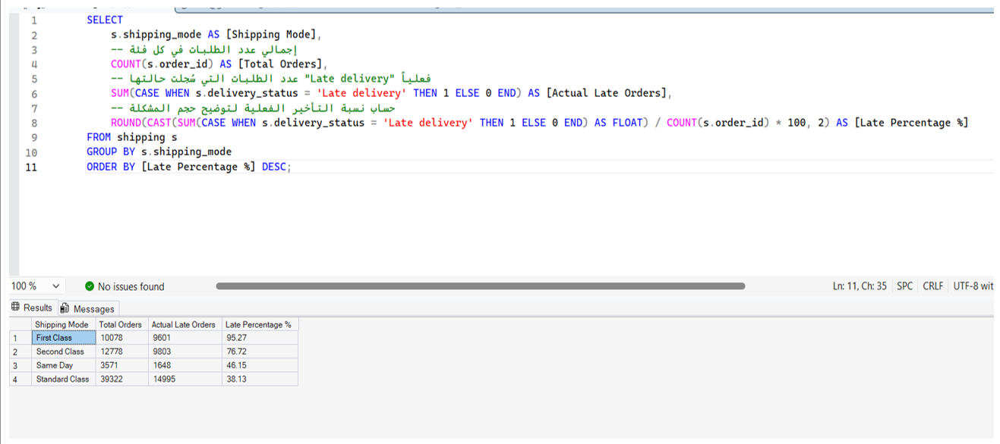 1 SELECT
2 s.shipping_mode AS [Shipping Mode],
3 -- إجمالي عدد الطلبات في كل فئة
4 COUNT(s.order_id) AS [Total Orders],
5 -- عدد الطلبات التي سُجلت حالتها "Late delivery" فعلياً
6 SUM(CASE WHEN s.delivery_status = 'Late delivery' THEN 1 ELSE 0 END) AS [Actual Late Orders],
7 -- حساب نسبة التأخير الفعلية لتوضيح حجم المشكلة
8 ROUND(CAST(SUM(CASE WHEN s.delivery_status = 'Late delivery' THEN 1 ELSE 0 END) AS FLOAT) / COUNT(s.order_id) * 100, 2) AS [Late Percentage %]
9 FROM shipping s
10 GROUP BY s.shipping_mode
11 ORDER BY [Late Percentage %] DESC;
100 % No issues found Ln: 11, Ch: 35 SPC CRLF UTF-8 wit
Results Messages
Shipping Mode Total Orders Actual Late Orders Late Percentage %
1 First Class 10078 9601 95.27
2 Second Class 12778 9803 76.72
3 Same Day 3571 1648 46.15
4 Standard Class 39322 14995 38.13